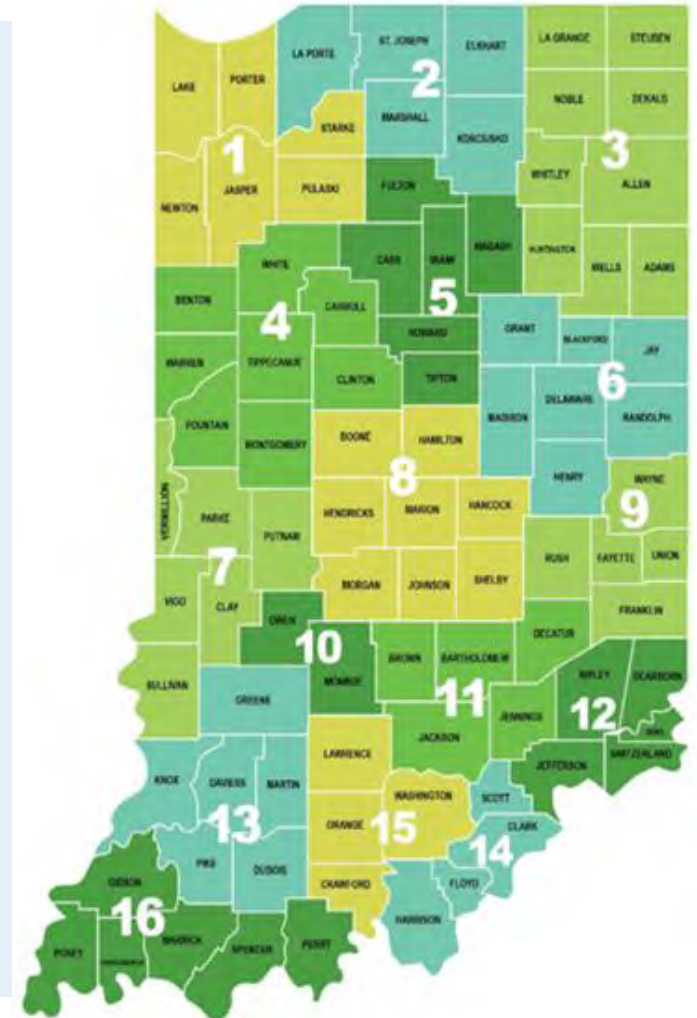 LA PORTE
ST. JOSEPH
ELKHART
LA GRANGE
STEUBEN
LAKE
PORTER
2
NOBLE
DEKALB
MARSHALL
STARKE
KOSCIUSKO
1
3
JASPER
PULASKI
FULTON
WHITLEY
ALLEN
NEWTON
WHITE
CASS
MIAMI
WABASH
HUNTINGTON
WELLS
ADAMS
BENTON
CARROLL
5
4
HOWARD
GRANT
BLACKFORD
JAY
WARREN
TIPPECANOE
CLINTON
TIPTON
6
MADISON
DELAWARE
RANDOLPH
FOUNTAIN
MONTGOMERY
BOONE
HAMILTON
8
HENRY
WAYNE
VERMILLION
PARKE
HENDRICKS
MARION
HANCOCK
9
PUTNAM
RUSH
FAYETTE
UNION
7
MORGAN
JOHNSON
SHELBY
VIGO
CLAY
FRANKLIN
OWEN
DECATUR
10
BROWN
BARTHOLOMEW
RIPLEY
DEARBORN
SULLIVAN
MONROE
11
12
GREENE
JENNINGS
OHIO
JACKSON
SWITZERLAND
LAWRENCE
JEFFERSON
KNOX
DAVIESS
MARTIN
WASHINGTON
SCOTT
13
ORANGE
15
CLARK
14
PIKE
DUBOIS
GIBSON
CRAWFORD
FLOYD
16
HARRISON
POSEY
WARRICK
SPENCER
PERRY